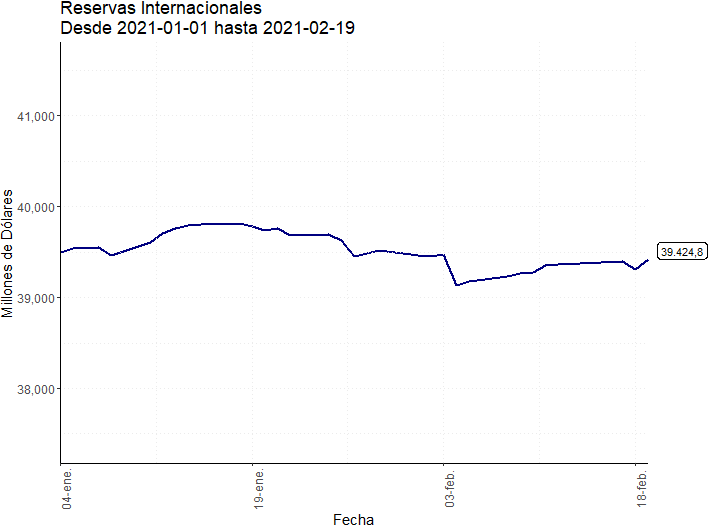 Reservas Internacionales
Desde 2021-01-01 hasta 2021-02-19
Millones de Dólares
41,000
40,000
39,000
38,000
39.424,8
04-ene.
19-ene.
03-feb.
18-feb.
Fecha